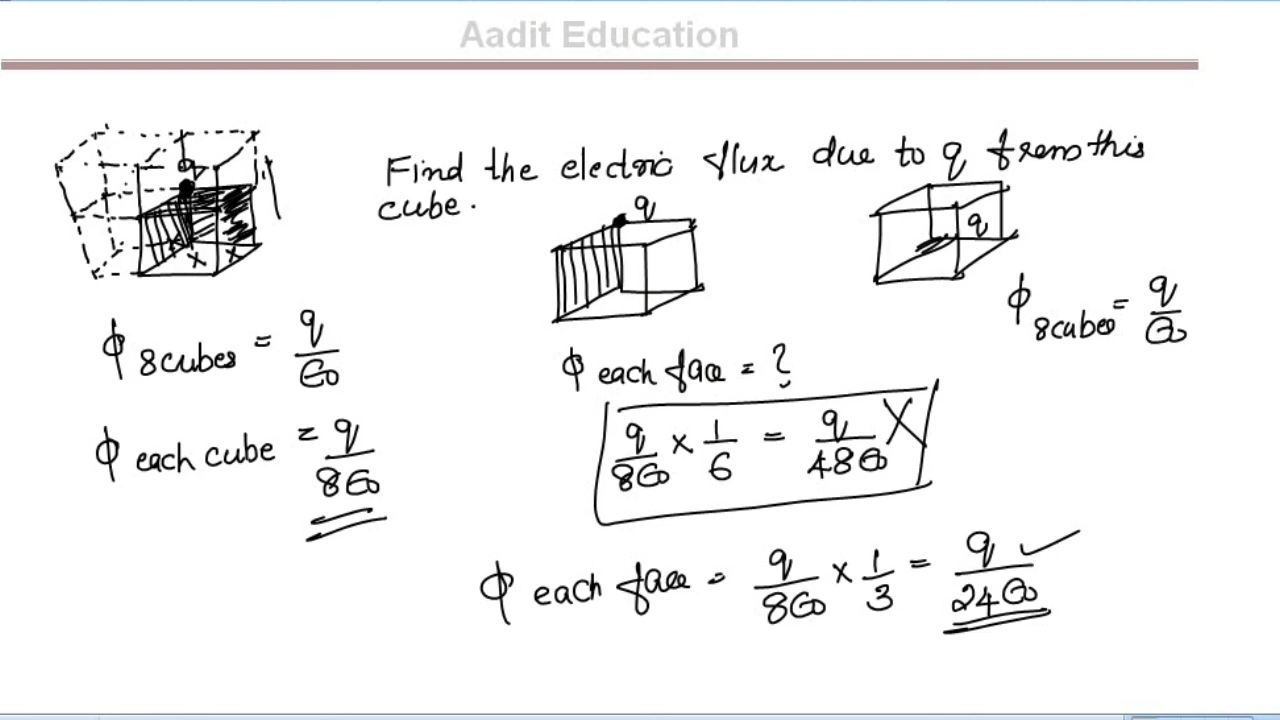 Aadit Education
Find the electric flux due to q from this
cube.
q
q
q
ϕ 8cubes = q/ϵ0
ϕ each cube = q/8ϵ0
ϕ 8cubes = q/ϵ0
ϕ each face = ?
q/8ϵ0 × 1/6 = q/48ϵ0 X
ϕ each face = q/8ϵ0 × 1/3 = q/24ϵ0 ✓